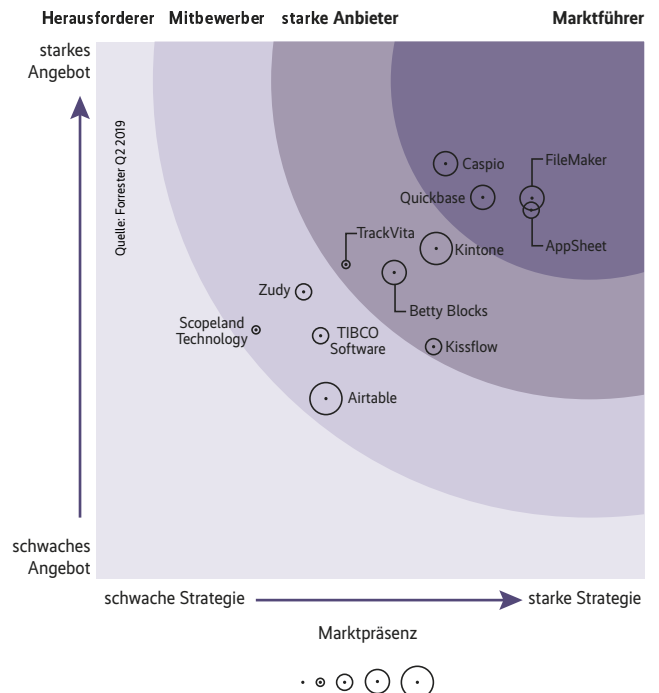 Herausforderer Mitbewerber starke Anbieter Marktführer
starkes
Angebot
Quelle: Forrester Q2 2019
Caspio
FileMaker
Quickbase
AppSheet
TrackVita
Kintone
Zudy
Betty Blocks
Scopeland
Technology
TIBCO
Software
Kissflow
Airtable
schwaches
Angebot
schwache Strategie
starke Strategie
Marktpräsenz